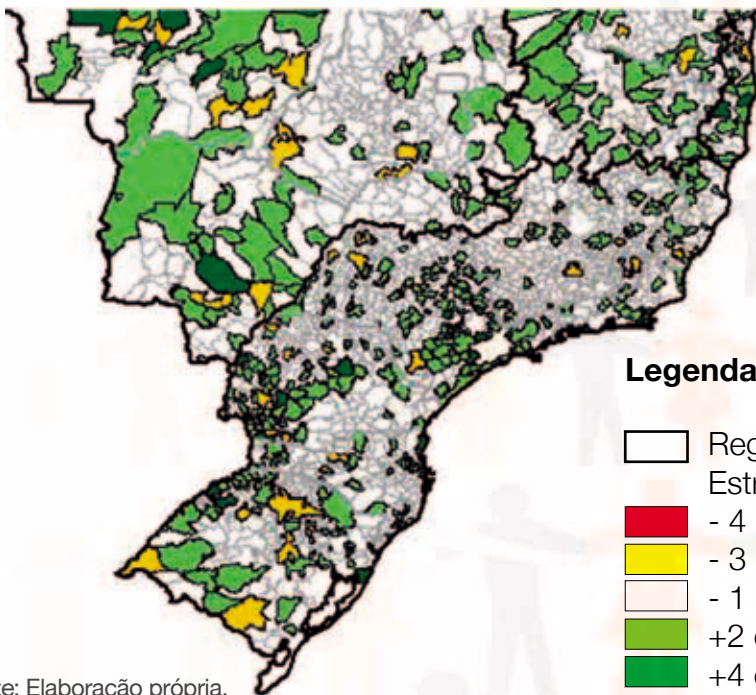 Legenda
Reg
Estr
- 4
- 3
- 1
+2
+4
te: Elaboração própria.